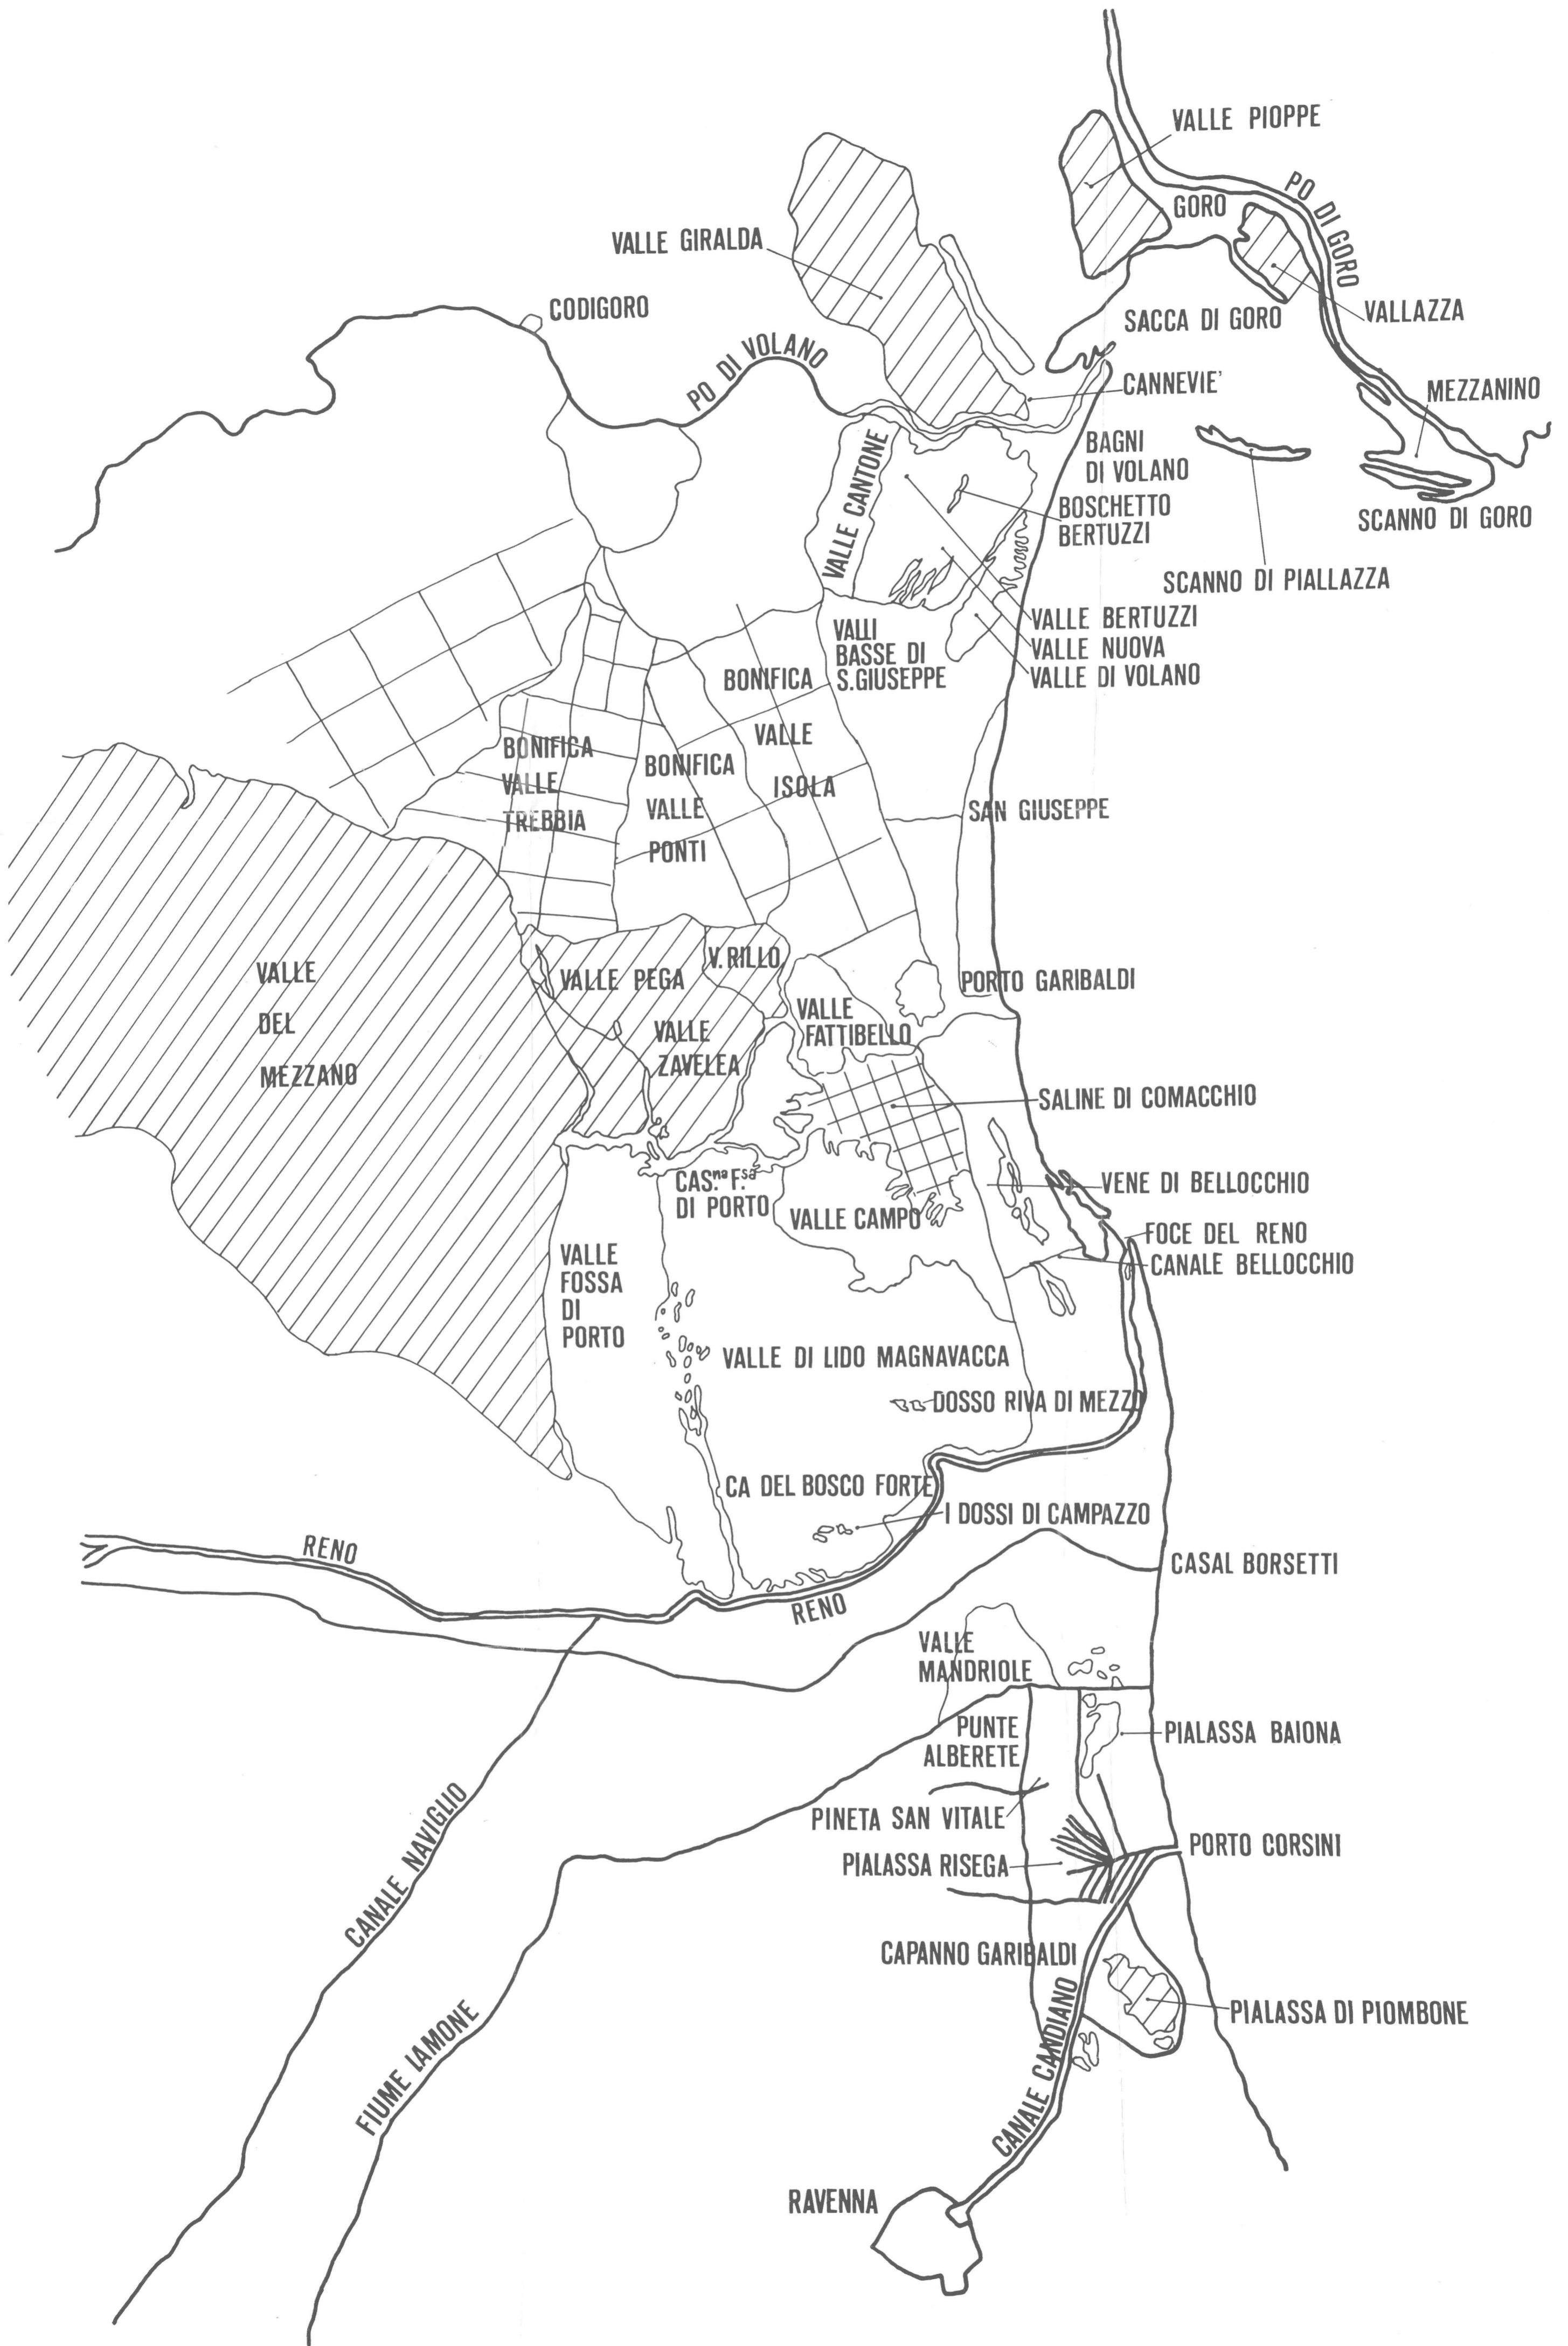 VALLE PIOPPE
PO DI GORO
GORO
VALLE GIRALDA
CODIGORO
SACCA DI GORO
VALLAZZA
PO DI VOLANO
CANNEVIE'
MEZZANINO
BAGNI
DI VOLANO
VALLE CANTONE
BOSCHETTO
BERTUZZI
SCANNO DI GORO
SCANNO DI PIALLAZZA
VALLE BERTUZZI
VALLE NUOVA
VALLE DI VOLANO
VALLI
BASSE DI
S.GIUSEPPE
BONIFICA
VALLE
ISOLA
BONIFICA
VALLE
TREBBIA
BONIFICA
VALLE
PONTI
SAN GIUSEPPE
VALLE
DEL
MEZZANO
VALLE PEGA
V. RILLO
PORTO GARIBALDI
VALLE
FATTIBELLO
VALLE
ZAVELEA
SALINE DI COMACCHIO
CAS.na F.sa
DI PORTO
VALLE CAMPO
VENE DI BELLOCCHIO
FOCE DEL RENO
CANALE BELLOCCHIO
VALLE
FOSSA
DI
PORTO
VALLE DI LIDO MAGNAVACCA
DOSSO RIVA DI MEZZO
CA DEL BOSCO FORTE
I DOSSI DI CAMPAZZO
RENO
CASAL BORSETTI
RENO
VALLE
MANDRIOLE
PUNTE
ALBERETE
PIALASSA BAIONA
PINETA SAN VITALE
PIALASSA RISEGA
PORTO CORSINI
CANALE NAVIGLIO
CAPANNO GARIBALDI
PIALASSA DI PIOMBONE
FIUME LAMONE
CANALE CANDIANO
RAVENNA